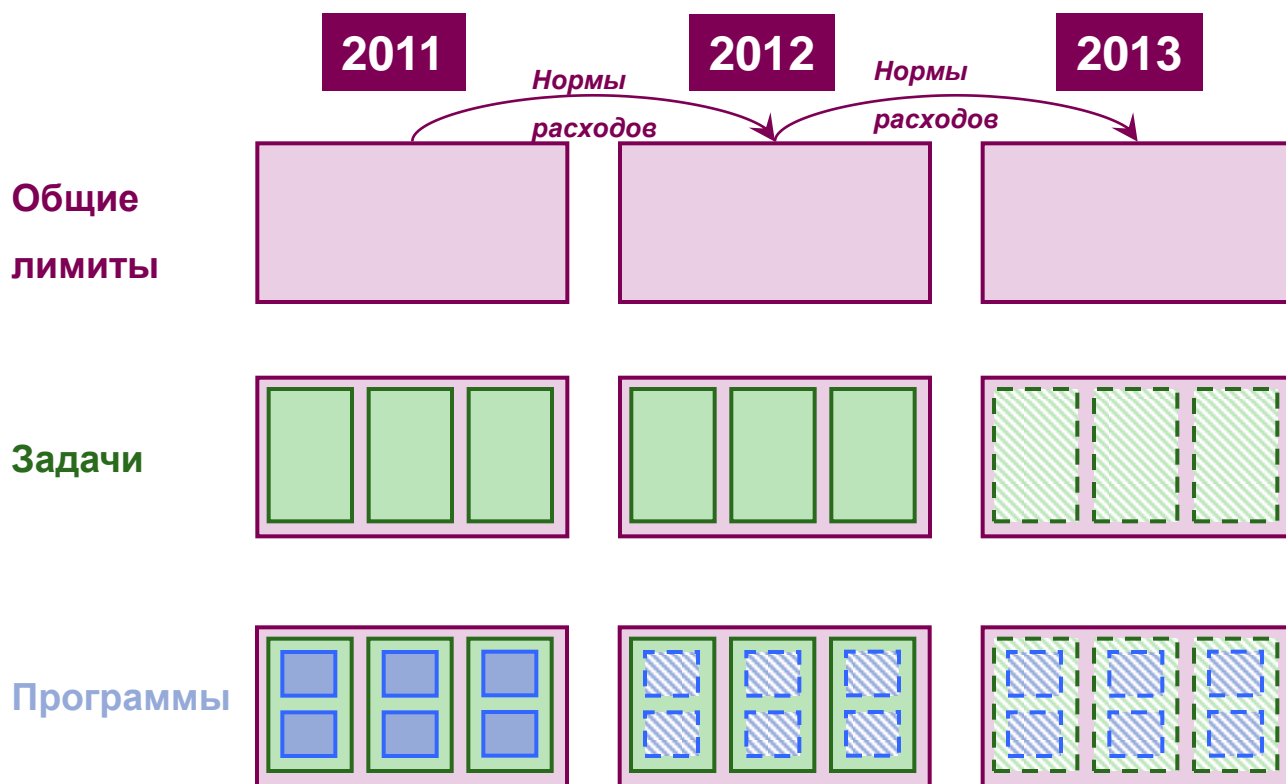 2011
2012
2013
Нормы
расходов
Нормы
расходов
Общие
лимиты
Задачи
Программы